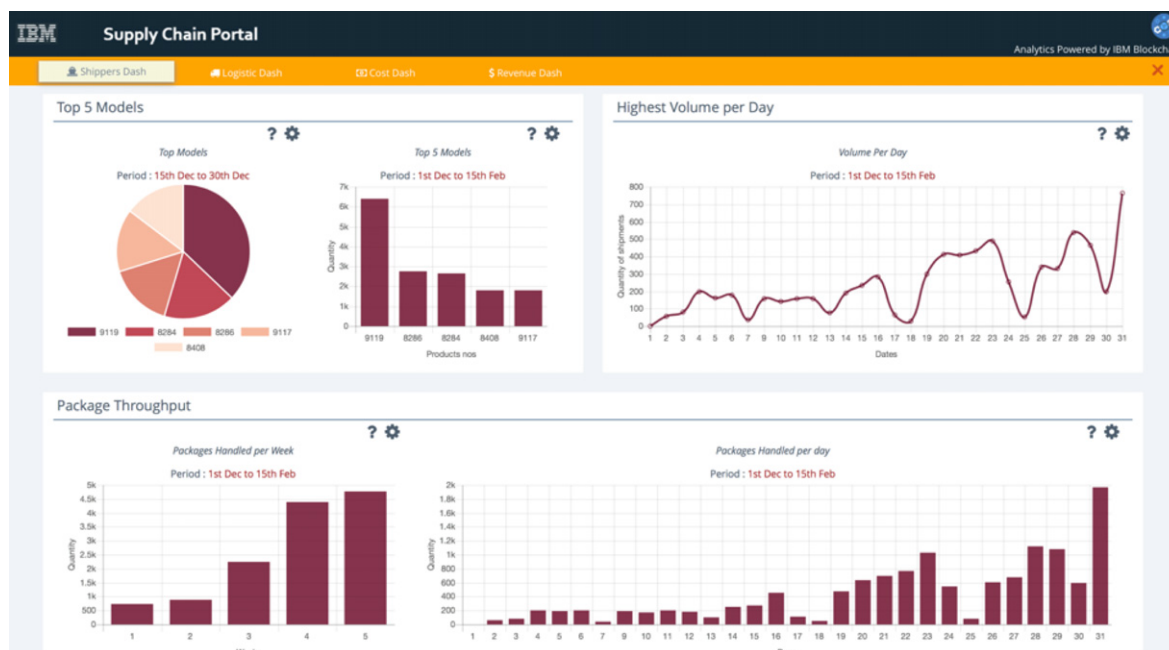 IBM
Supply Chain Portal
Analytics Powered by IBM
Shippers Dash
Logistic Dash
Cost Dash
$ Revenue Dash
Top 5 Models
? 
Top Models
Period : 15th Dec to 30th Dec
9119 8284 8286 9117
8408
?
Top 5 Models
Period : 1st Dec to 15th Feb
7k
6k
5k
4k
3k
2k
1k
0
Quantity
9119 8286 8284 8408 9117
Products nos
Highest Volume per Day
?
Volume Per Day
Period : 1st Dec to 15th Feb
800
700
600
500
400
300
200
100
0
Quantity of shipments
1 2 3 4 5 6 7 9 10 11 12 13 14 15 16 17 18 19 20 21 22 23 24 25 26 27 28 29 30 31
Dates
Package Throughput
?
Packages Handled per Week
Period : 1st Dec to 15th Feb
5k
4.5k
4k
3.5k
3k
2.5k
2k
1.5k
1k
500
0
Quantity
1 2 3 4 5
?
Packages Handled per day
Period : 1st Dec to 15th Feb
2k
1.8k
1.6k
1.4k
1.2k
1k
800
600
400
200
0
Quantity
1 2 3 4 5 6 7 9 10 11 12 13 14 15 16 17 18 19 20 21 22 23 24 25 26 27 28 29 30 31